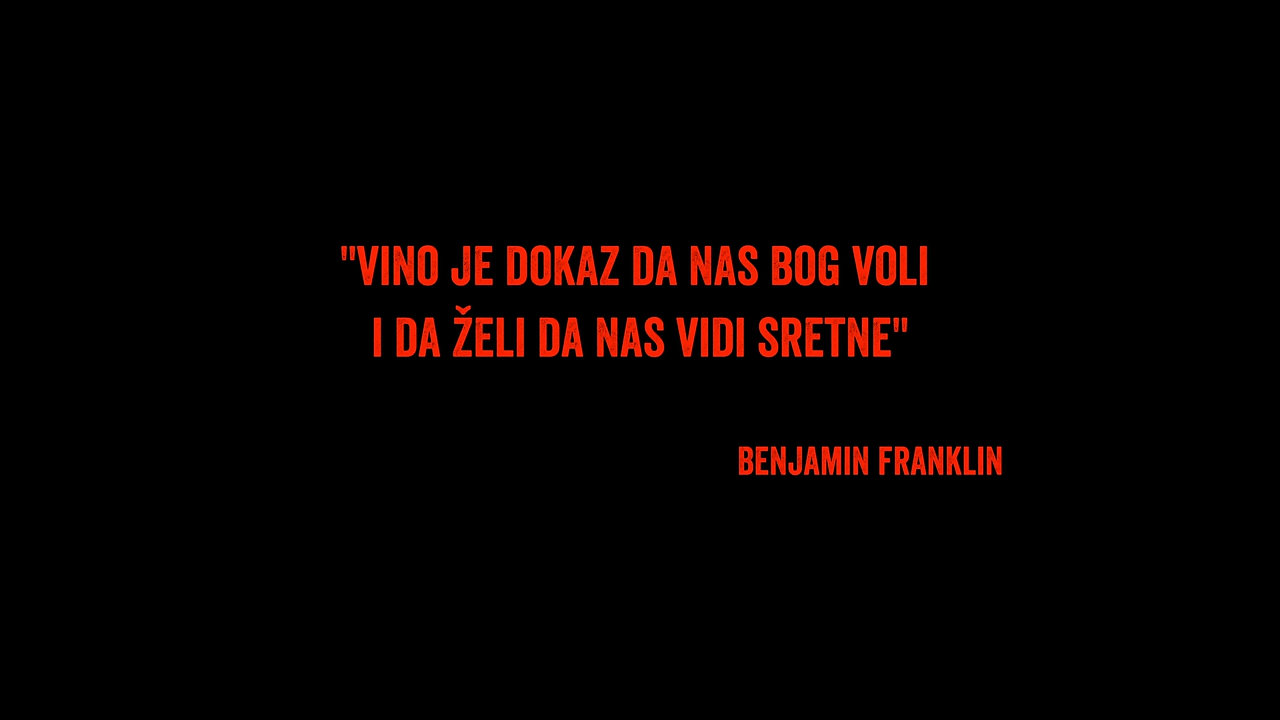 "VINO JE DOKAZ DA NAS BOG VOLI
I DA ŽELI DA NAS VIDI SRETNE"
BENJAMIN FRANKLIN